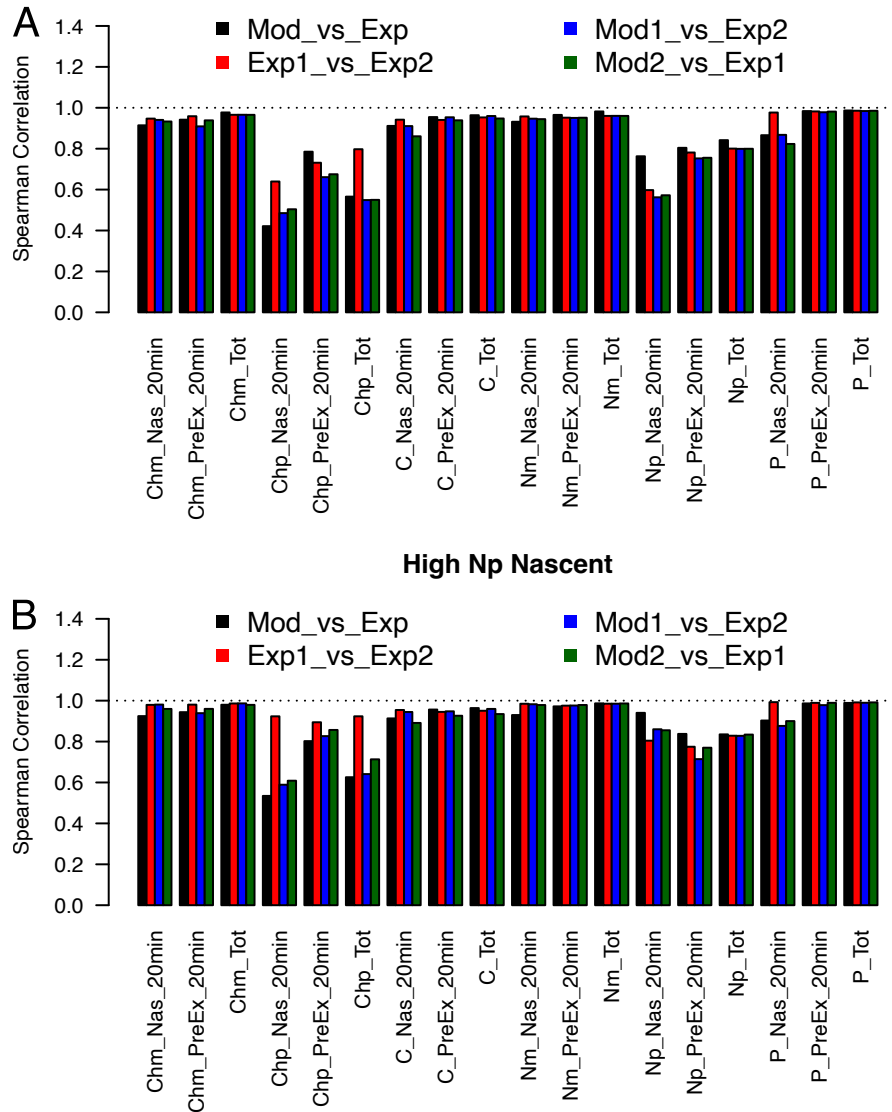 A
Mod_vs_Exp
Exp1_vs_Exp2
Mod1_vs_Exp2
Mod2_vs_Exp1
Spearman Correlation
1.4
1.2
1.0
0.8
0.6
0.4
0.2
0.0
Chm_Nas_20min
Chm_PreEx_20min
Chm_Tot
Chp_Nas_20min
Chp_PreEx_20min
Chp_Tot
C_Nas_20min
C_PreEx_20min
C_Tot
Nm_Nas_20min
Nm_PreEx_20min
Nm_Tot
Np_Nas_20min
Np_PreEx_20min
Np_Tot
P_Nas_20min
P_PreEx_20min
P_Tot
High Np Nascent
B
Mod_vs_Exp
Exp1_vs_Exp2
Mod1_vs_Exp2
Mod2_vs_Exp1
Spearman Correlation
1.4
1.2
1.0
0.8
0.6
0.4
0.2
0.0
Chm_Nas_20min
Chm_PreEx_20min
Chm_Tot
Chp_Nas_20min
Chp_PreEx_20min
Chp_Tot
C_Nas_20min
C_PreEx_20min
C_Tot
Nm_Nas_20min
Nm_PreEx_20min
Nm_Tot
Np_Nas_20min
Np_PreEx_20min
Np_Tot
P_Nas_20min
P_PreEx_20min
P_Tot